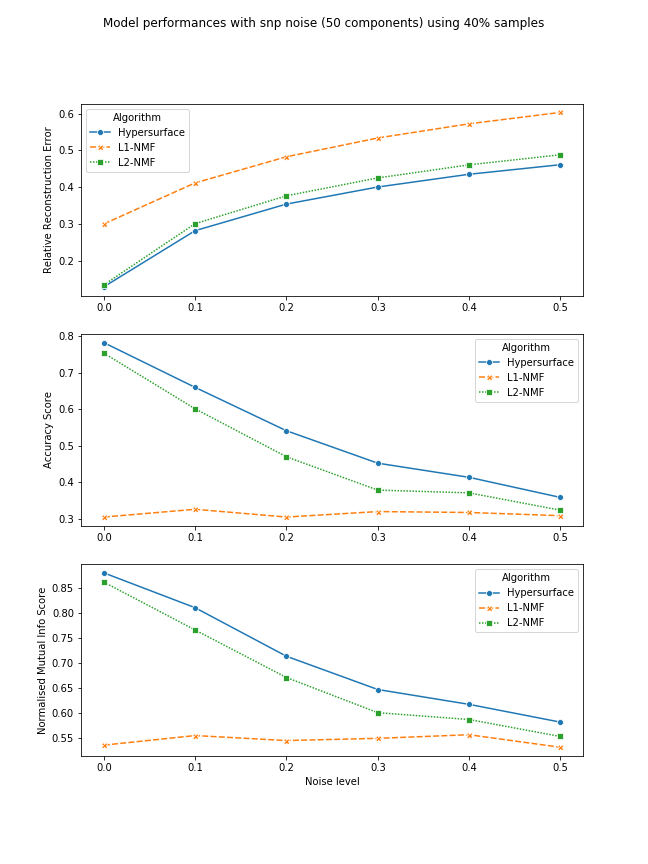 Model performances with snp noise (50 components) using 40% samples
Relative Reconstruction Error
0.6
0.5
0.4
0.3
0.2
Algorithm
Hypersurface
L1-NMF
L2-NMF
0.0 0.1 0.2 0.3 0.4 0.5
Accuracy Score
0.8
0.7
0.6
0.5
0.4
0.3
Algorithm
Hypersurface
L1-NMF
L2-NMF
0.0 0.1 0.2 0.3 0.4 0.5
Normalised Mutual Info Score
0.85
0.80
0.75
0.70
0.65
0.60
0.55
Algorithm
Hypersurface
L1-NMF
L2-NMF
0.0 0.1 0.2 0.3 0.4 0.5
Noise level